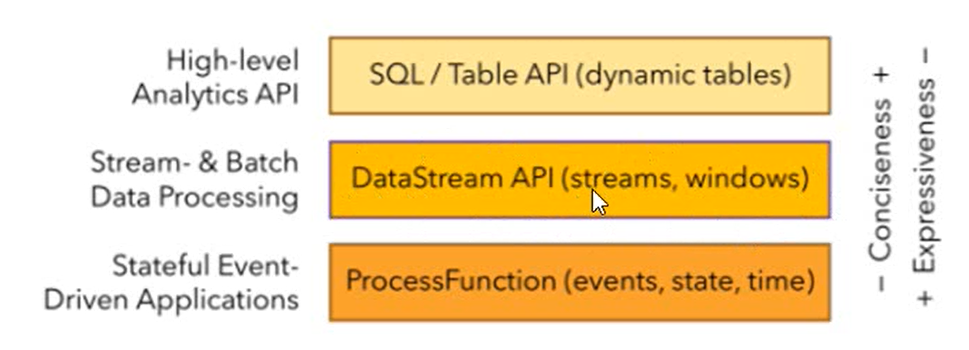 High-level
Analytics API
SQL / Table API (dynamic tables)
Stream- & Batch
Data Processing
DataStream API (streams, windows)
Stateful Event-
Driven Applications
ProcessFunction (events, state, time)
− Conciseness +
+ Expressiveness −